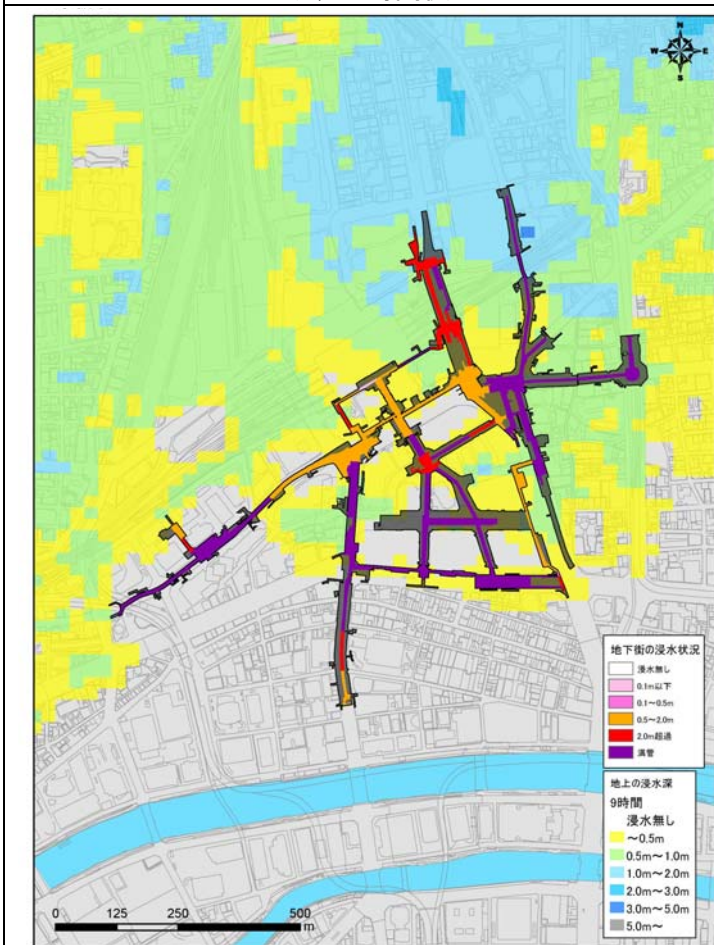 N
W E
S
地下街の浸水状況
浸水無し
0.1m以下
0.1～0.5m
0.5～2.0m
2.0m超過
満管
地上の浸水深
9時間
浸水無し
～0.5m
0.5m～1.0m
1.0m～2.0m
2.0m～3.0m
3.0m～5.0m
5.0m～
0 125 250 500
m